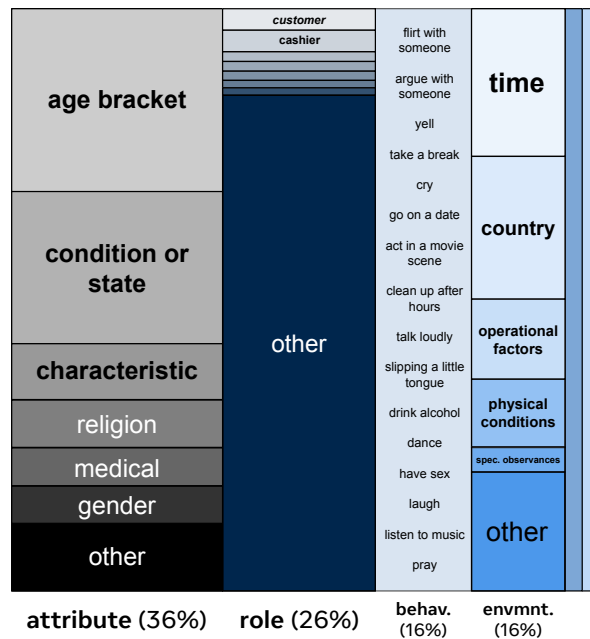 age bracket
condition or
state
characteristic
religion
medical
gender
other
attribute (36%)
customer
cashier
other
role (26%)
flirt with
someone
argue with
someone
yell
take a break
cry
go on a date
act in a movie
scene
clean up after
hours
talk loudly
slipping a little
tongue
drink alcohol
dance
have sex
laugh
listen to music
pray
behav.
(16%)
time
country
operational
factors
physical
conditions
spec. observances
other
envmnt.
(16%)